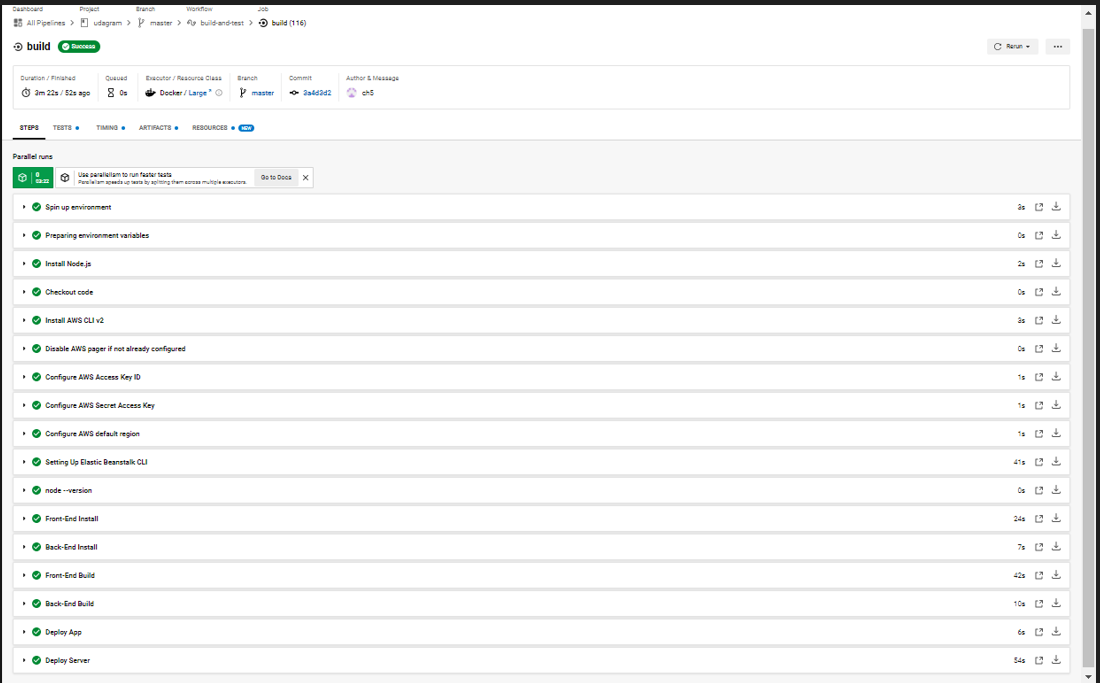 Dashboard Project Branch Workflow Job
All Pipelines udagram master build-and-test build (116)
build Success Rerun
Duration / Finished Queued Executor / Resource Class Branch Commit Author & Message
3m 22s / 52s ago 0s Docker / Large master 3a4d3d2 ch5
STEPS TESTS TIMING ARTIFACTS RESOURCES NEW
Parallel runs
0
03:22
Use parallelism to run faster tests
Parallelism speeds up tests by splitting them across multiple executors.
Go to Docs
Spin up environment 3s
Preparing environment variables 0s
Install Node.js 2s
Checkout code 0s
Install AWS CLI v2 3s
Disable AWS pager if not already configured 0s
Configure AWS Access Key ID 1s
Configure AWS Secret Access Key 1s
Configure AWS default region 1s
Setting Up Elastic Beanstalk CLI 41s
node --version 0s
Front-End Install 24s
Back-End Install 7s
Front-End Build 42s
Back-End Build 10s
Deploy App 6s
Deploy Server 54s